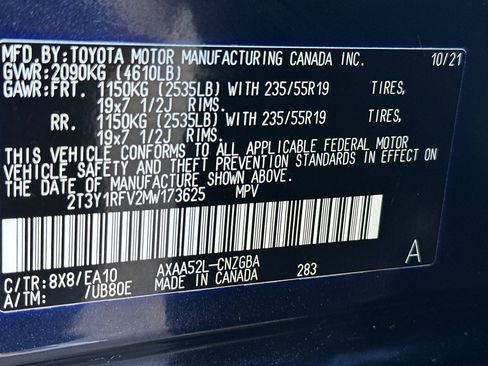 MFD.BY:TOYOTA MOTOR MANUFACTURING CANADA INC. 10/21
GVWR:2090KG (4610LB)
GAWR:FRT. 1150KG (2535LB) WITH 235/55R19 TIRES,
19x7 1/2J RIMS.
RR. 1150KG (2535LB) WITH 235/55R19 TIRES,
19x7 1/2J RIMS.
THIS VEHICLE CONFORMS TO ALL APPLICABLE FEDERAL MOTOR
VEHICLE SAFETY AND THEFT PREVENTION STANDARDS IN EFFECT ON
THE DATE OF MANUFACTURE SHOWN ABOVE.
2T3Y1RFV2MW173625 MPV
C/TR:8X8/EA10 AXAA52L-CNZGBA A
A/TM: /UB80E MADE IN CANADA 283